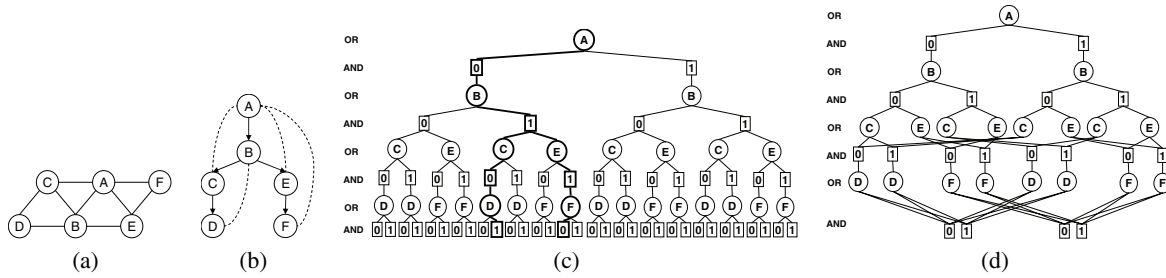 C A F
D B E
(a)
A
B
C E
D F
(b)
OR A
AND 0 1
OR B B
AND 0 1 0 1
OR C E C E C E C E
AND 0 1 0 1 0 1 0 1 0 1 0 1 0 1 0 1
OR D D F F D D F F D D F F D D F F
AND 0 1 0 1 0 1 0 1 0 1 0 1 0 1 0 1 0 1 0 1 0 1 0 1 0 1 0 1 0 1 0 1
(c)
OR A
AND 0 1
OR B B
AND 0 1 0 1
OR C E C E C E C E
AND 0 1 0 1 0 1 0 1
OR D D F F D D F F
AND 0 1 0 1
(d)